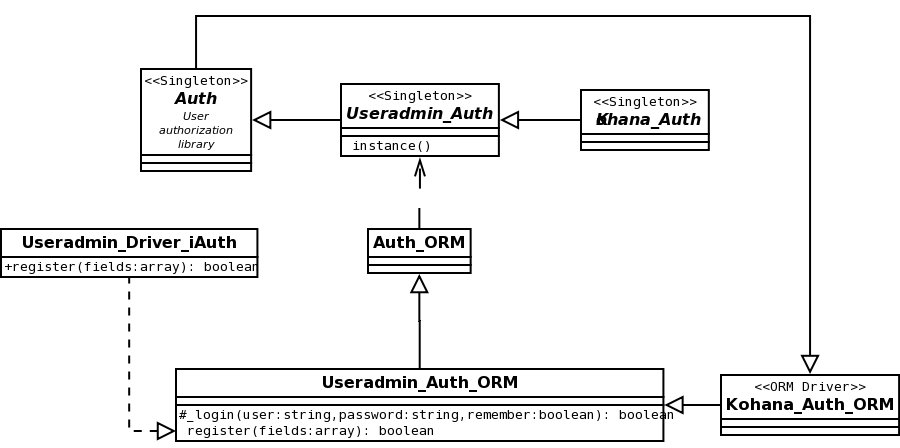 <<Singleton>>
Auth
User
authorization
library
<<Singleton>>
Useradmin_Auth
instance()
<<Singleton>>
Kohana_Auth
Useradmin_Driver_iAuth
+register(fields:array): boolean
Auth_ORM
Useradmin_Auth_ORM
#_login(user:string,password:string,remember:boolean): boolean
register(fields:array): boolean
<<ORM Driver>>
Kohana_Auth_ORM